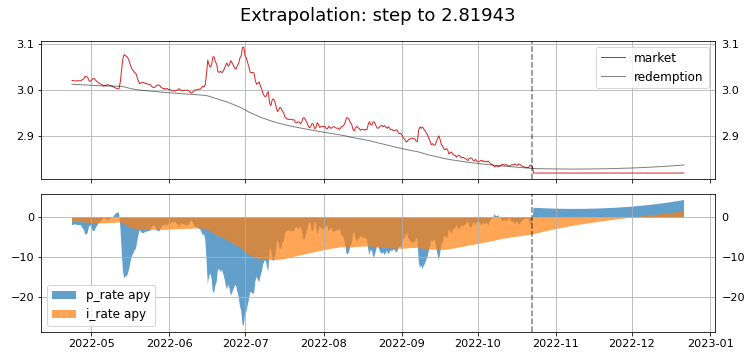 Extrapolation: step to 2.81943
3.1
3.0
2.9
3.1
3.0
2.9
market
redemption
0
−10
−20
0
−10
−20
p_rate apy
i_rate apy
2022-05 2022-06 2022-07 2022-08 2022-09 2022-10 2022-11 2022-12 2023-01